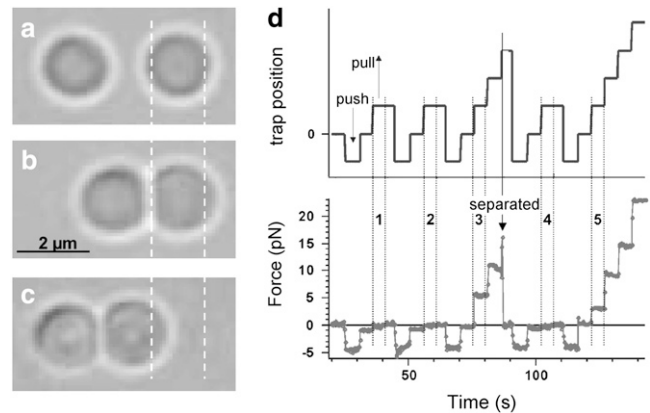 a
b
2 µm
c
d
trap position
pull
push
0
separated
1 2 3 4 5
Force (pN)
20
15
10
5
0
-5
50 100
Time (s)